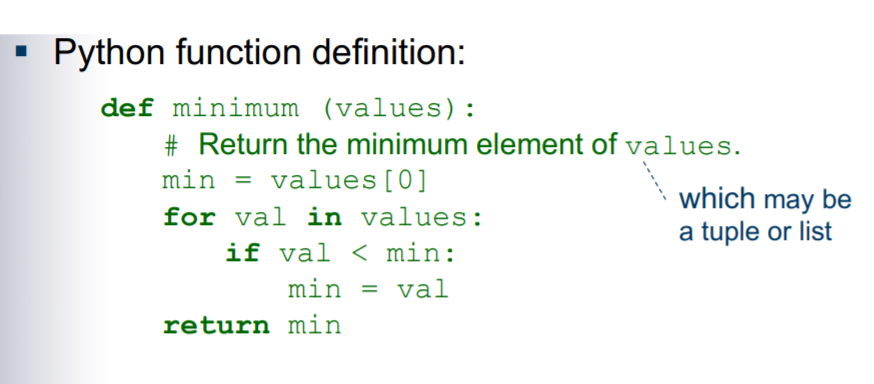 ▪ Python function definition:
def minimum (values):
# Return the minimum element of values.
min = values[0]
which may be
for val in values:
a tuple or list
if val < min:
min = val
return min